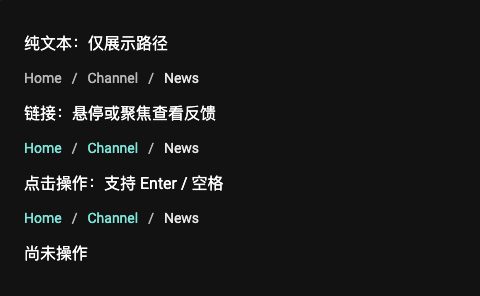 纯文本：仅展示路径
Home / Channel / News
链接：悬停或聚焦查看反馈
Home / Channel / News
点击操作：支持 Enter / 空格
Home / Channel / News
尚未操作